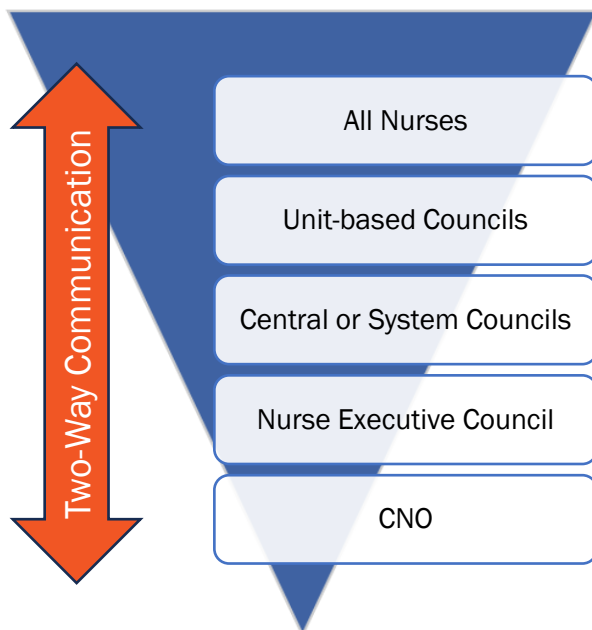 Two-Way Communication
All Nurses
Unit-based Councils
Central or System Councils
Nurse Executive Council
CNO